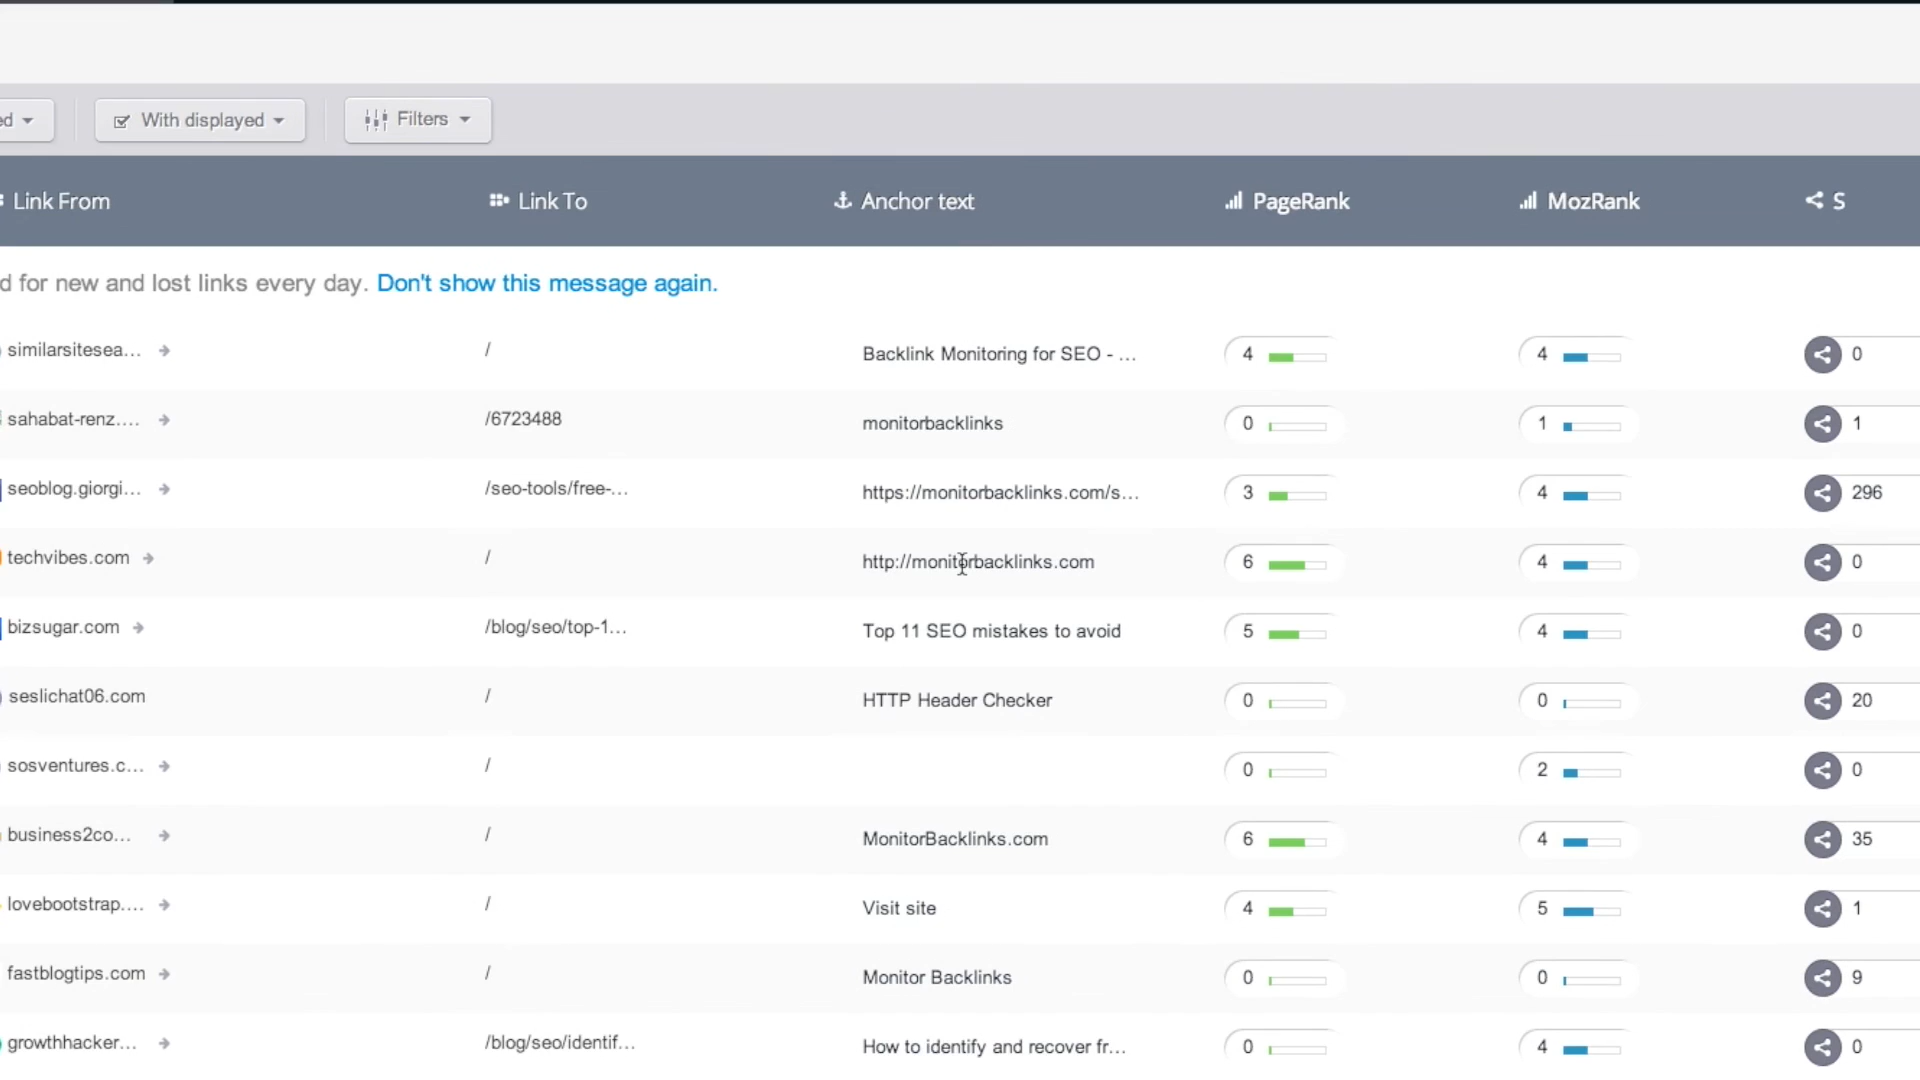 ed With displayed Filters
Link From Link To Anchor text PageRank MozRank S
d for new and lost links every day. Don't show this message again.
similarsitesea... / Backlink Monitoring for SEO - ... 4 4 0
sahabat-renz.... /6723488 monitorbacklinks 0 1 1
seoblog.giorgi... /seo-tools/free-... https://monitorbacklinks.com/s... 3 4 296
techvibes.com / http://monitorbacklinks.com 6 4 0
bizsugar.com /blog/seo/top-1... Top 11 SEO mistakes to avoid 5 4 0
seslichat06.com / HTTP Header Checker 0 0 20
sosventures.c... / 0 2 0
business2co... / MonitorBacklinks.com 6 4 35
lovebootstrap.... / Visit site 4 5 1
fastblogtips.com / Monitor Backlinks 0 0 9
growthhacker... /blog/seo/identif... How to identify and recover fr... 0 4 0